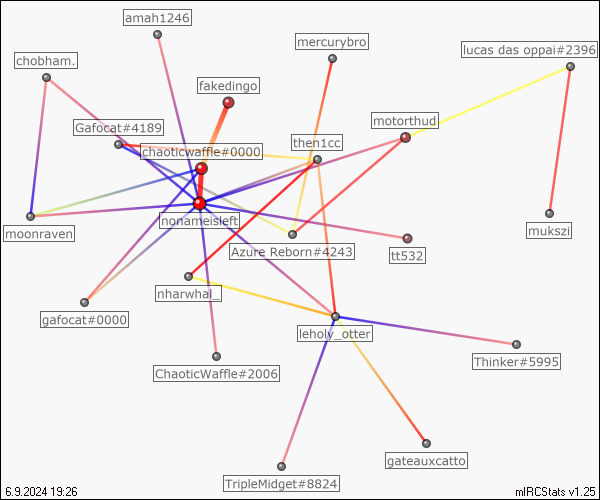 amah1246
mercurybro
lucas das oppai#2396
chobham.
fakedingo
Gafocat#4189
motorthud
chaoticwaffle#0000
then1cc
nonameisleft
moonraven
Azure Reborn#4243
mukszi
tt532
nharwhal_
gafocat#0000
leholy_otter
ChaoticWaffle#2006
Thinker#5995
gateauxcatto
TripleMidget#8824
6.9.2024 19:26
mIRCStats v1.25